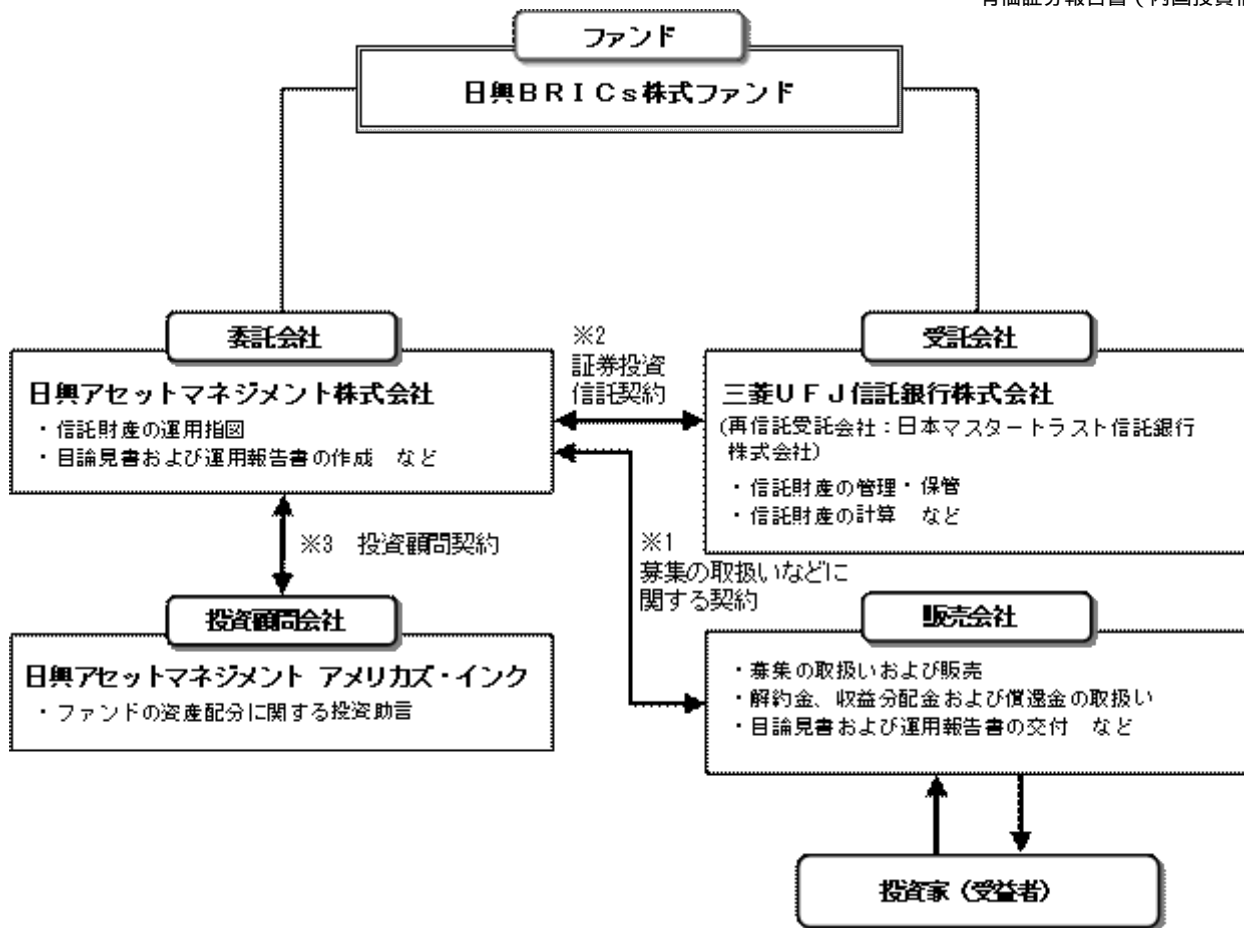 有価証券報告書（内国投資信
ファンド
日興ＢＲＩＣｓ株式ファンド
委託会社
日興アセットマネジメント株式会社
・信託財産の運用指図
・目論見書および運用報告書の作成　など
※2
証券投資
信託契約
受託会社
三菱ＵＦＪ信託銀行株式会社
(再信託受託会社：日本マスタートラスト信託銀行
株式会社)
・信託財産の管理・保管
・信託財産の計算　など
※3　投資顧問契約
※1
募集の取扱いなどに
関する契約
投資顧問会社
日興アセットマネジメント アメリカズ・インク
・ファンドの資産配分に関する投資助言
販売会社
・募集の取扱いおよび販売
・解約金、収益分配金および償還金の取扱い
・目論見書および運用報告書の交付　など
投資家（受益者）